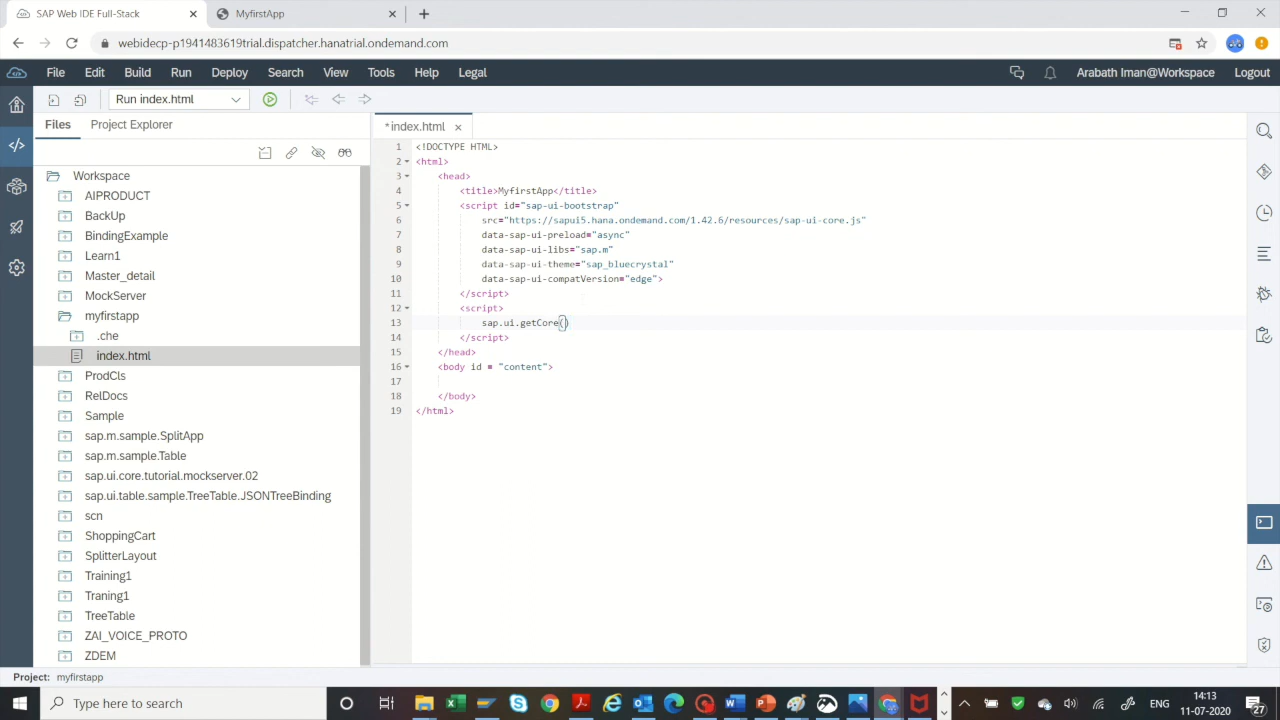 SAP Web IDE Full-Stack
MyfirstApp
webidecp-p1941483619trial.dispatcher.hanatrial.ondemand.com
File Edit Build Run Deploy Search View Tools Help Legal
Arabath Iman@Workspace Logout
Run index.html
Files Project Explorer
*index.html
Workspace
AIPRODUCT
BackUp
BindingExample
Learn1
Master_detail
MockServer
myfirstapp
.che
index.html
ProdCls
RelDocs
Sample
sap.m.sample.SplitApp
sap.m.sample.Table
sap.ui.core.tutorial.mockserver.02
sap.ui.table.sample.TreeTable.JSONTreeBinding
scn
ShoppingCart
SplitterLayout
Training1
Traning1
TreeTable
ZAI_VOICE_PROTO
ZDEM
1 <!DOCTYPE HTML>
2 <html>
3 <head>
4 <title>MyfirstApp</title>
5 <script id="sap-ui-bootstrap"
6 src="https://sapui5.hana.ondemand.com/1.42.6/resources/sap-ui-core.js"
7 data-sap-ui-preload="async"
8 data-sap-ui-libs="sap.m"
9 data-sap-ui-theme="sap_bluecrystal"
10 data-sap-ui-compatVersion="edge">
11 </script>
12 <script>
13 sap.ui.getCore()
14 </script>
15 </head>
16 <body id = "content">
17
18 </body>
19 </html>
Project: myfirstapp
Type here to search
ENG
14:13
11-07-2020
27